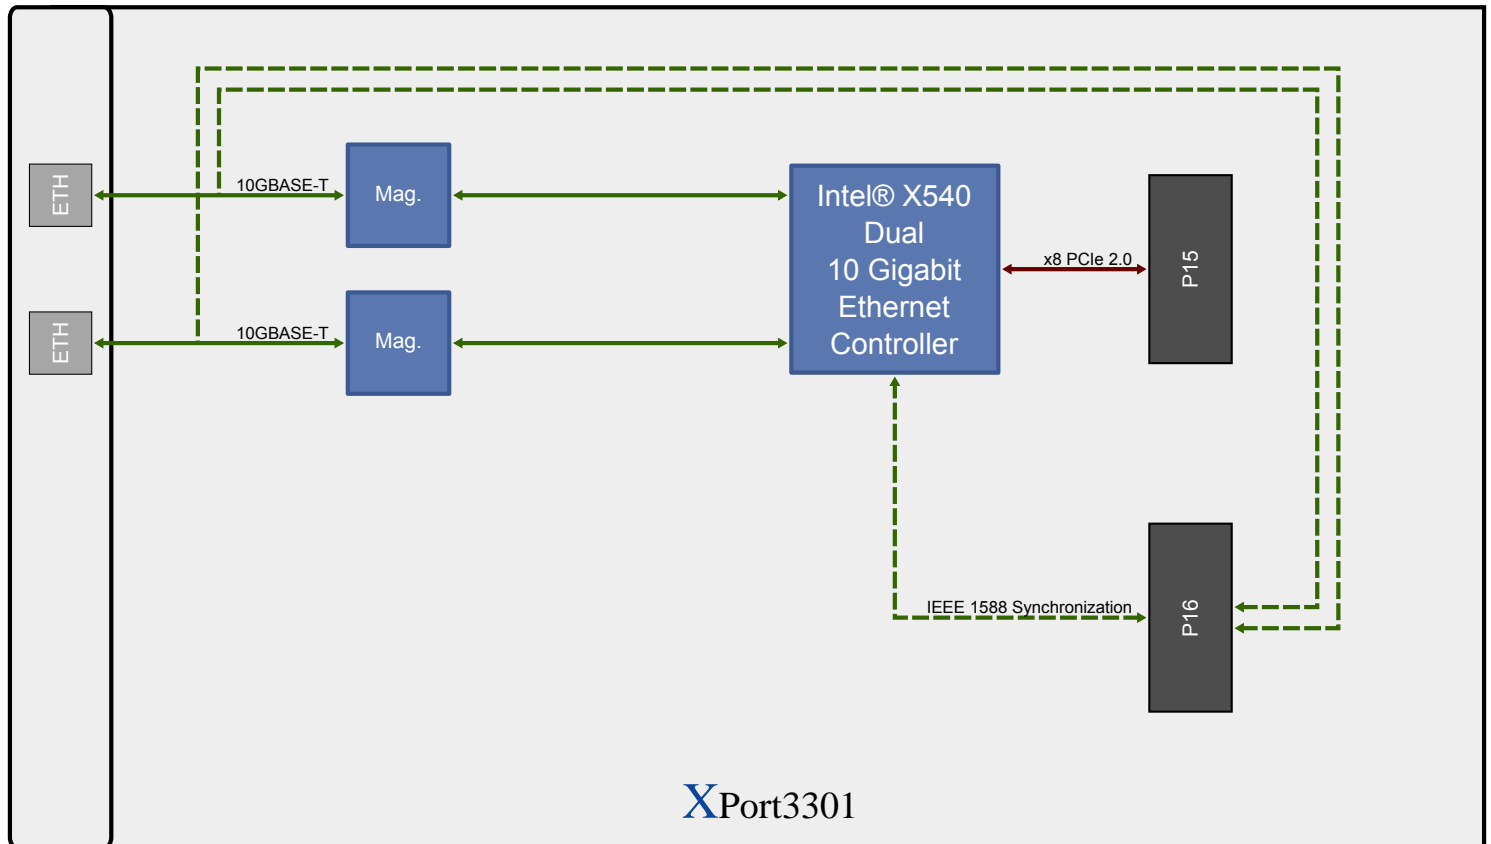 ETH
10GBASE-T
Mag.
Intel® X540
Dual
10 Gigabit
Ethernet
Controller
x8 PCIe 2.0
P15
ETH
10GBASE-T
Mag.
IEEE 1588 Synchronization
P16
XPort3301